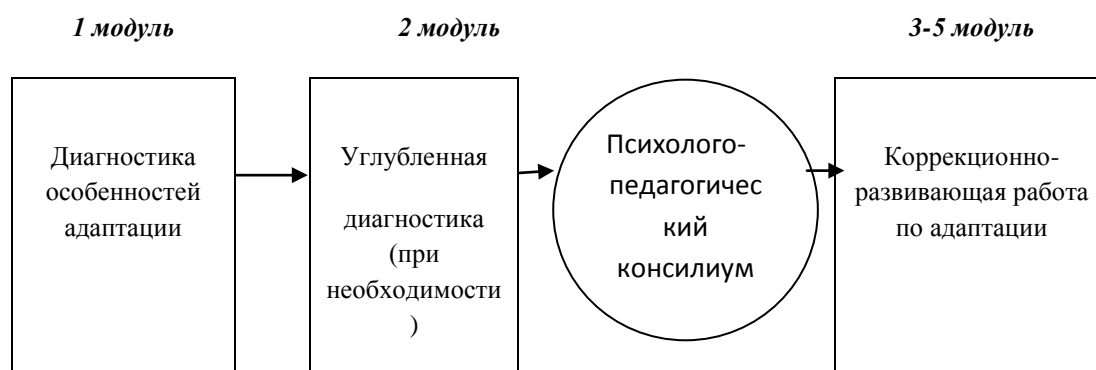 1 модуль
2 модуль
3-5 модуль
Диагностика
особенностей
адаптации
Углубленная
диагностика
(при
необходимости
)
Психолого-
педагогичес
кий
консилиум
Коррекционно-
развивающая работа
по адаптации